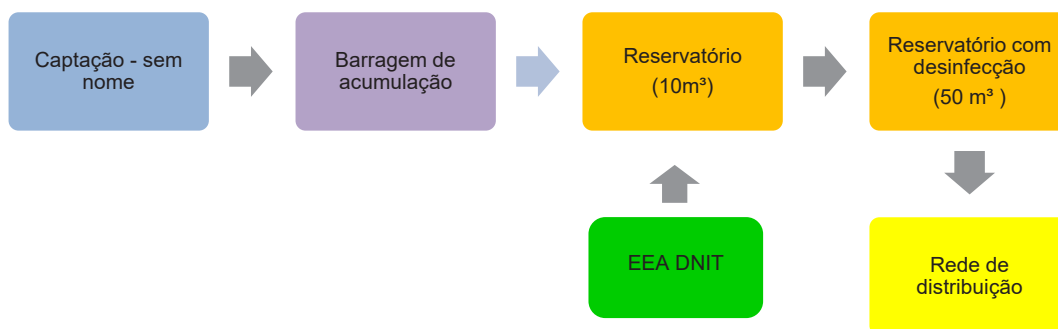 Captação - sem
nome
Barragem de
acumulação
Reservatório
(10m³)
Reservatório com
desinfecção
(50 m³ )
EEA DNIT
Rede de
distribuição